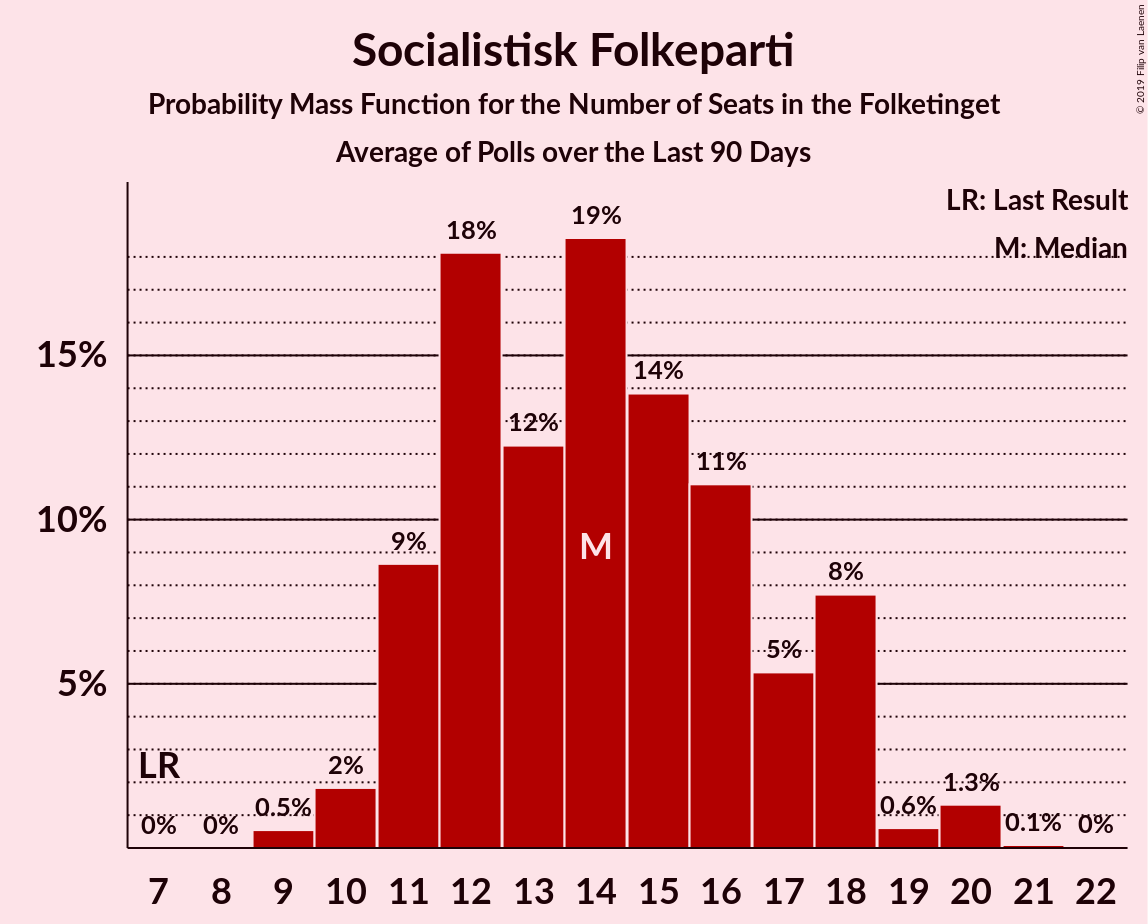 © 2019 Filip van Laenen
Socialistisk Folkeparti
Probability Mass Function for the Number of Seats in the Folketinget
Average of Polls over the Last 90 Days
LR: Last Result
M: Median
15%
10%
5%
LR
0%
0%
0.5%
2%
9%
18%
12%
19%
M
14%
11%
5%
8%
0.6%
1.3%
0.1%
0%
7 8 9 10 11 12 13 14 15 16 17 18 19 20 21 22